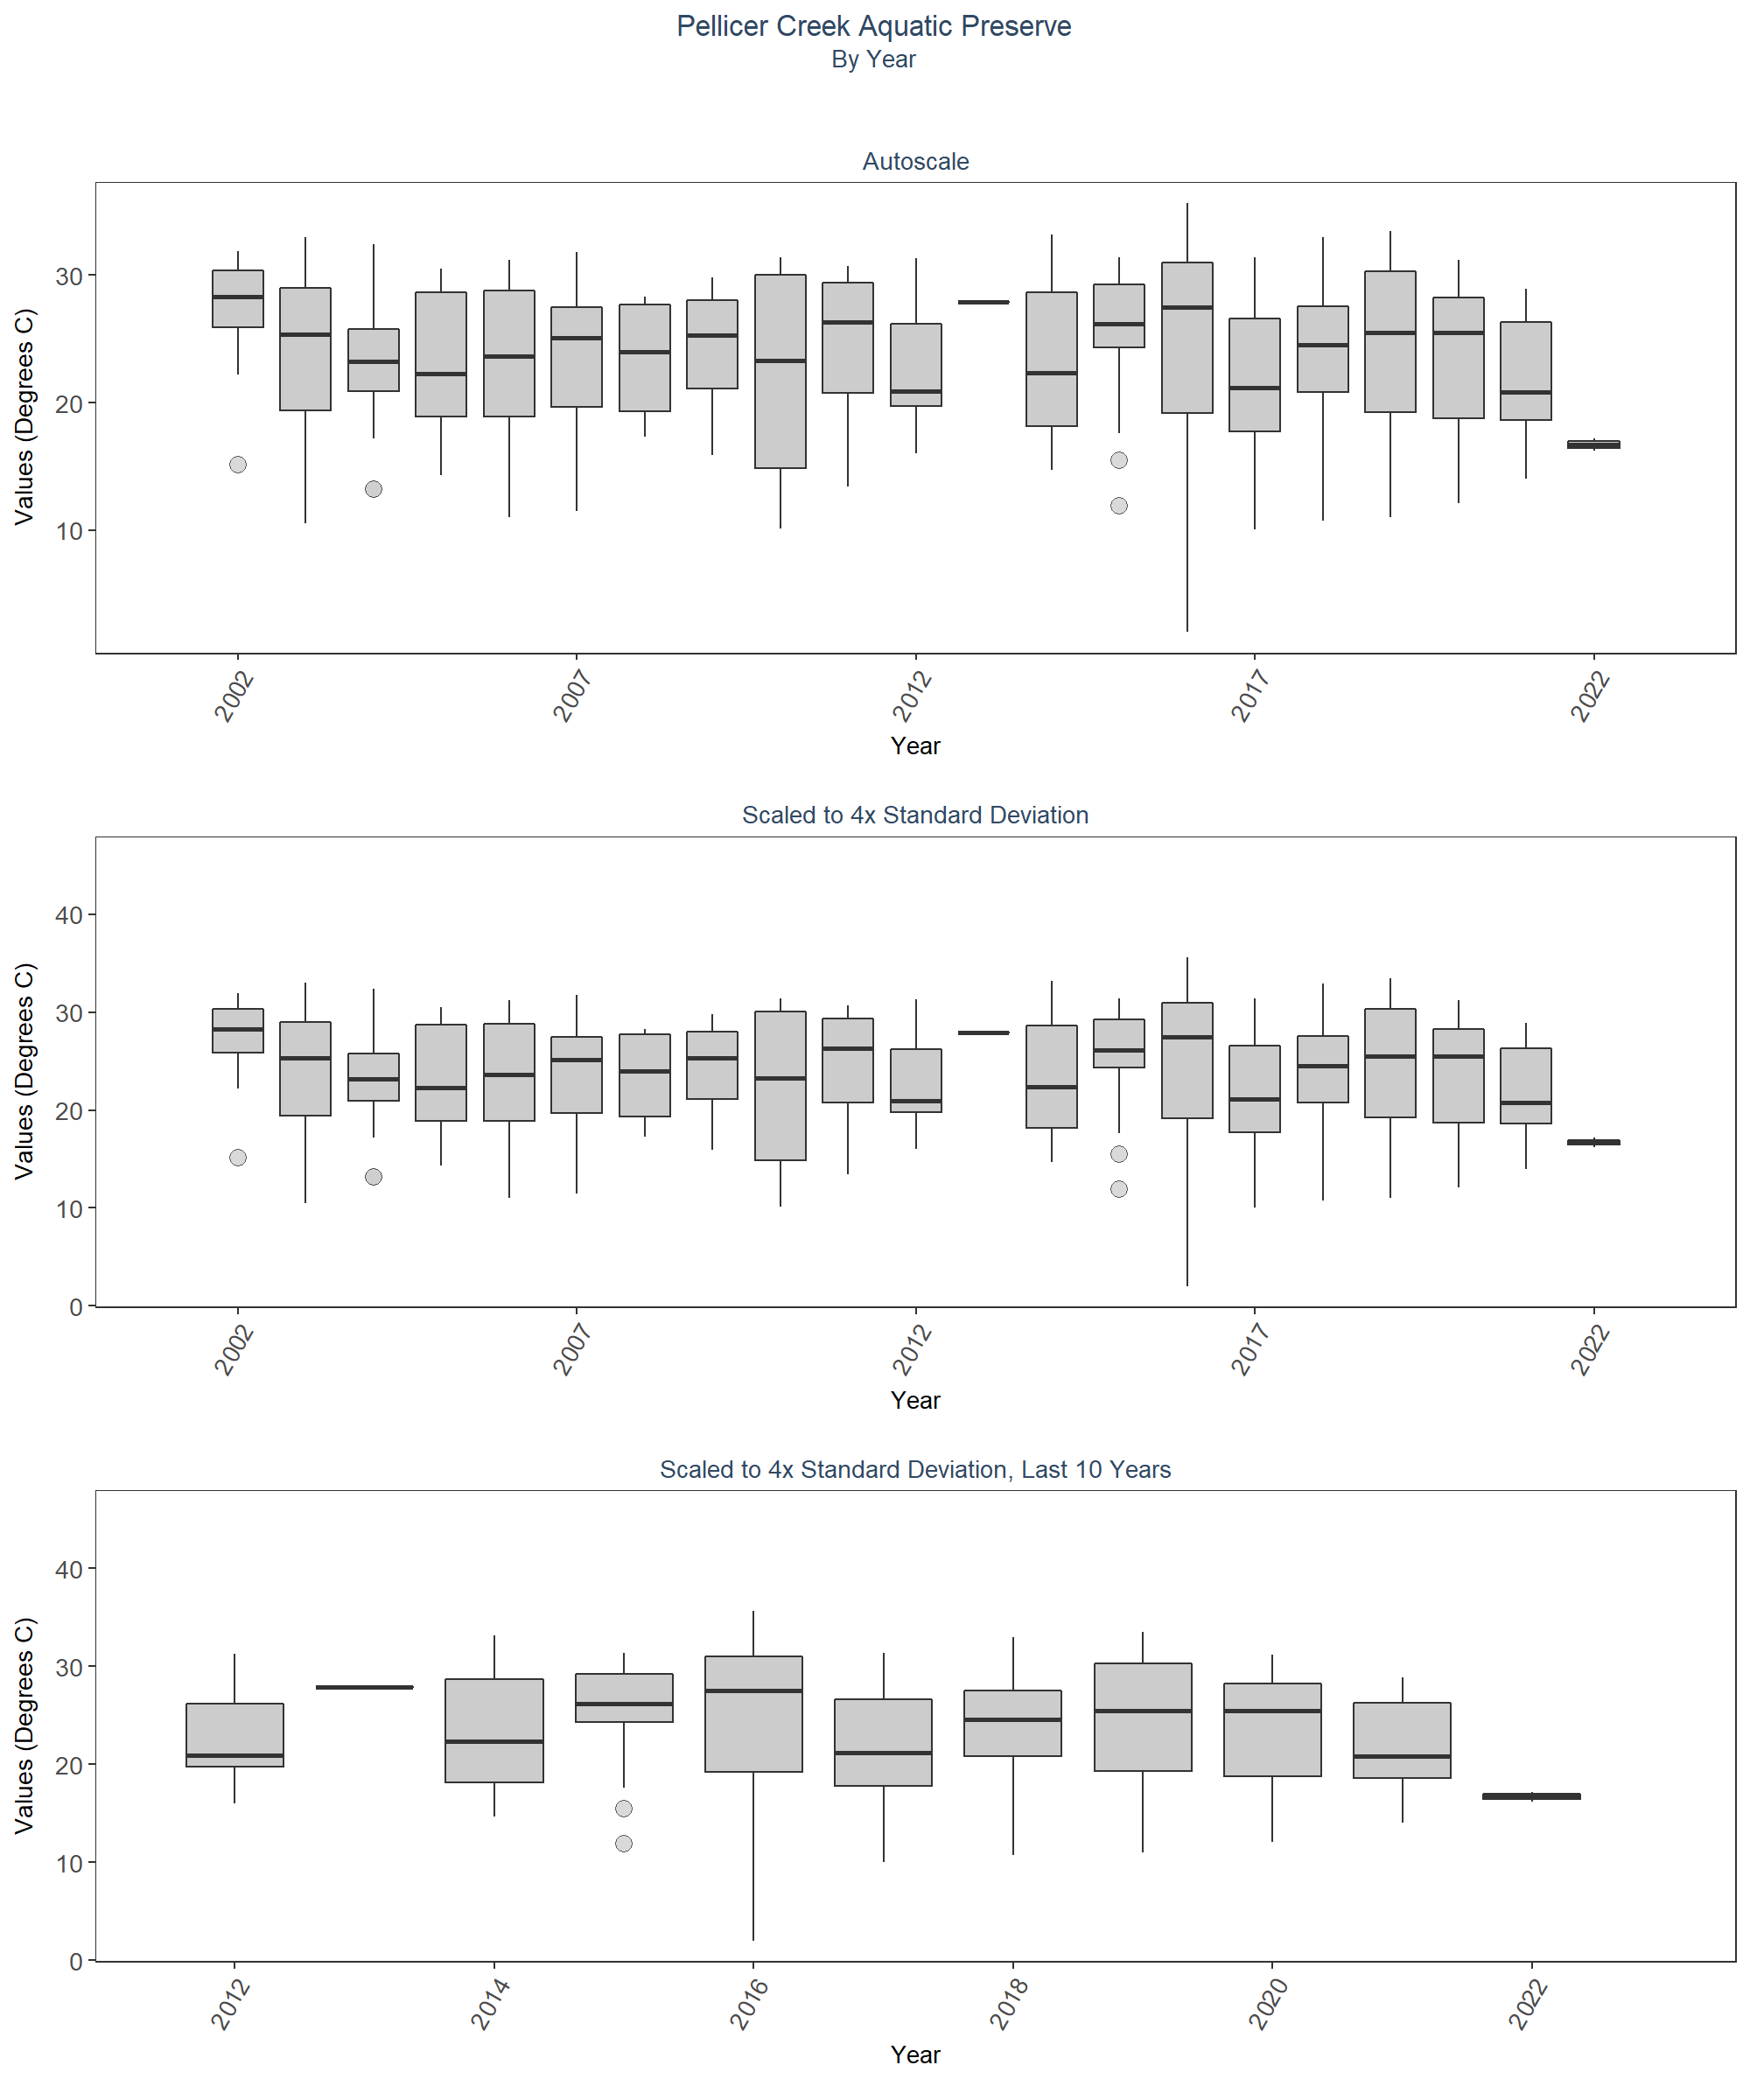 Pellicer Creek Aquatic Preserve
By Year
Autoscale
Values (Degrees C)
30
20
10
2002
2007
2012
2017
2022
Year
Scaled to 4x Standard Deviation
Values (Degrees C)
40
30
20
10
0
2002
2007
2012
2017
2022
Year
Scaled to 4x Standard Deviation, Last 10 Years
Values (Degrees C)
40
30
20
10
0
2012
2014
2016
2018
2020
2022
Year